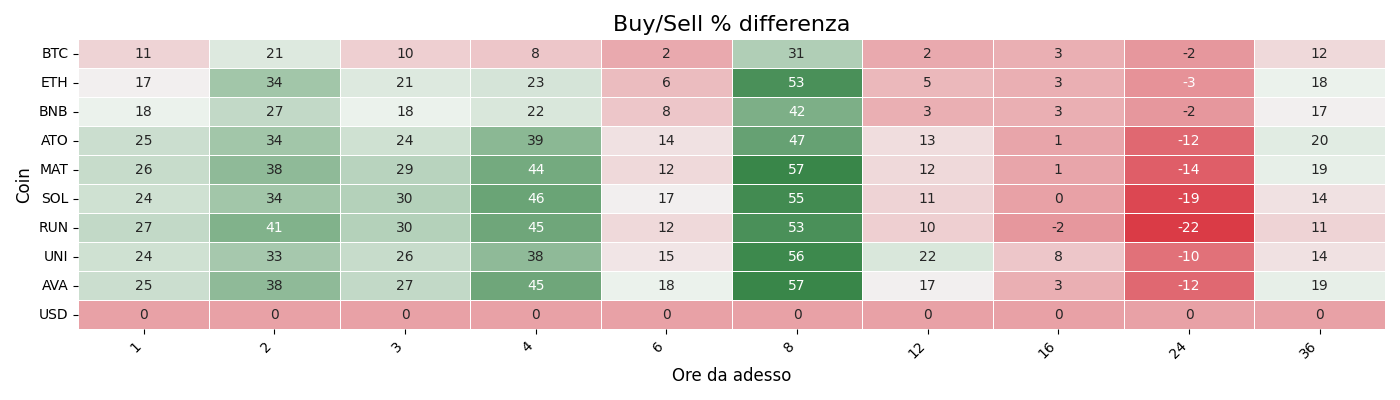 Buy/Sell % differenza
Coin
BTC 11 21 10 8 2 31 2 3 -2 12
ETH 17 34 21 23 6 53 5 3 -3 18
BNB 18 27 18 22 8 42 3 3 -2 17
ATO 25 34 24 39 14 47 13 1 -12 20
MAT 26 38 29 44 12 57 12 1 -14 19
SOL 24 34 30 46 17 55 11 0 -19 14
RUN 27 41 30 45 12 53 10 -2 -22 11
UNI 24 33 26 38 15 56 22 8 -10 14
AVA 25 38 27 45 18 57 17 3 -12 19
USD 0 0 0 0 0 0 0 0 0 0
1 2 3 4 6 8 12 16 24 36
Ore da adesso